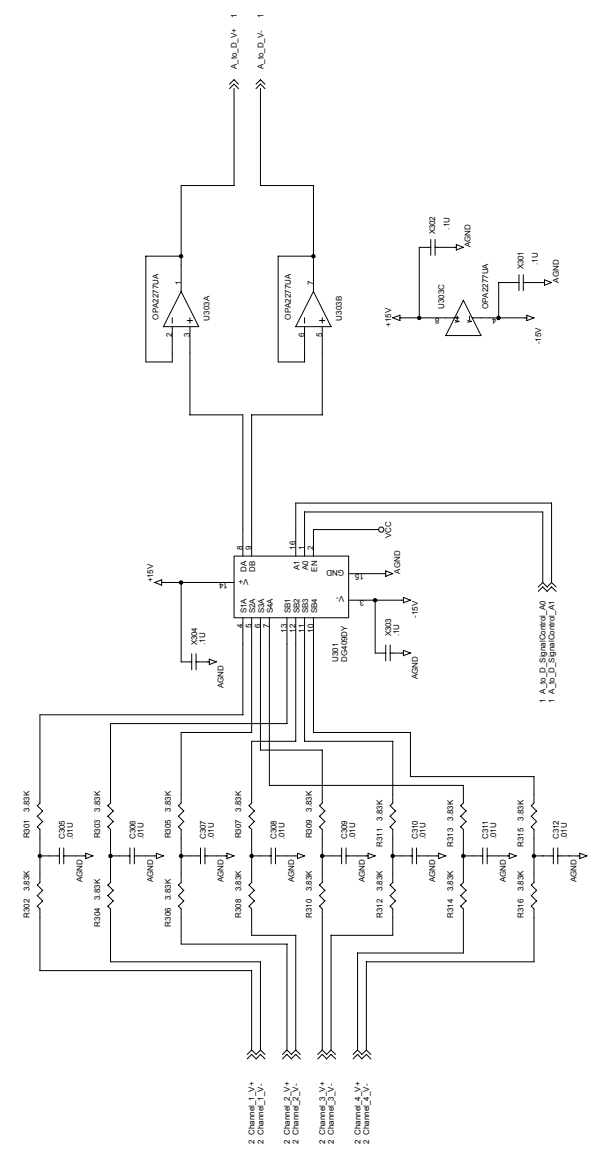 A_to_D_V+ 1
A_to_D_V- 1
OPA2277UA
2
3
1
U303A
OPA2277UA
6
5
7
U303B
X302
.1U
AGND
+15V
U303C
8
V+
V-
OPA2277UA
4
X301
.1U
AGND
-15V
8
9
DA
DB
16
1
2
A1
A0
EN
VCC
GND
15
AGND
+15V
14
V+
X304
.1U
AGND
S1A
S2A
S3A
S4A
SB1
SB2
SB3
SB4
4
5
6
7
13
12
11
10
U301
DG409DY
V-
3
-15V
X303
.1U
AGND
1 A_to_D_SignalControl_A0
1 A_to_D_SignalControl_A1
R301 3.83K
R302 3.83K
C305
.01U
AGND
R303 3.83K
R304 3.83K
C306
.01U
AGND
R305 3.83K
R306 3.83K
C307
.01U
AGND
R307 3.83K
R308 3.83K
C308
.01U
AGND
R309 3.83K
R310 3.83K
C309
.01U
AGND
R311 3.83K
R312 3.83K
C310
.01U
AGND
R313 3.83K
R314 3.83K
C311
.01U
AGND
R315 3.83K
R316 3.83K
C312
.01U
AGND
2 Channel_1_V+
2 Channel_1_V-
2 Channel_2_V+
2 Channel_2_V-
2 Channel_3_V+
2 Channel_3_V-
2 Channel_4_V+
2 Channel_4_V-